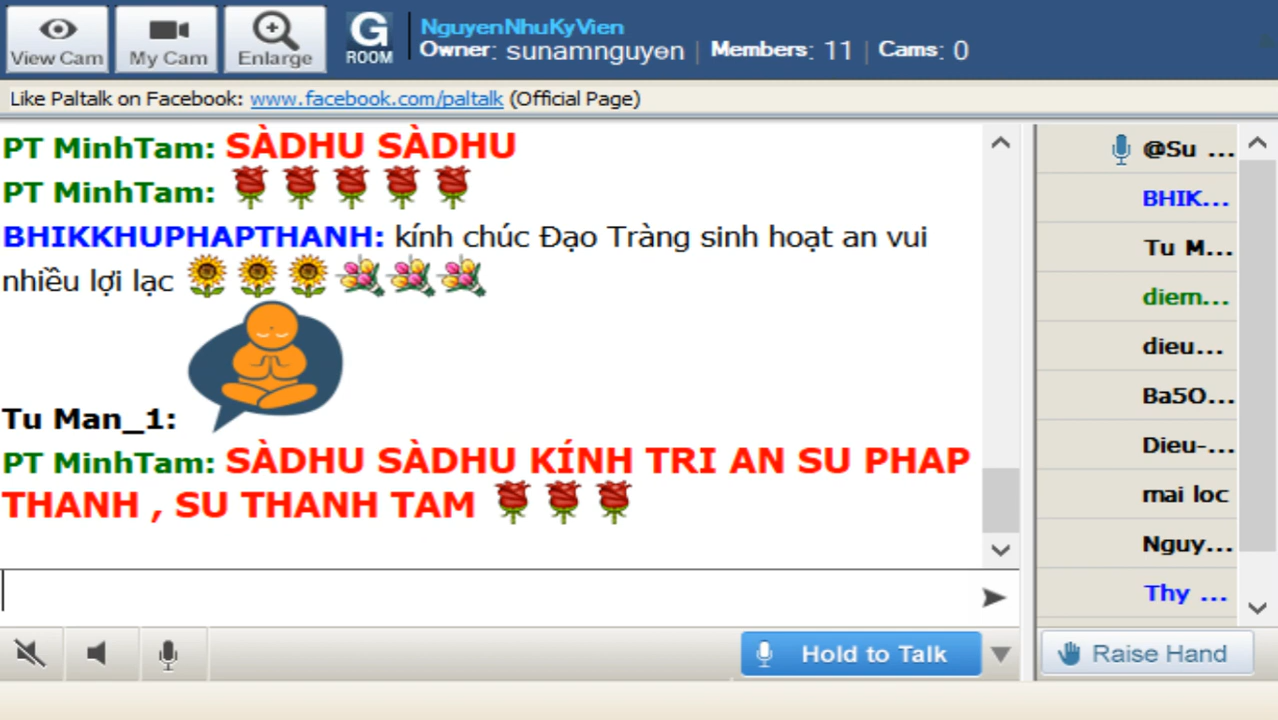 NguyenNhuKyVien
View Cam
My Cam
Enlarge
G
ROOM
Owner: sunamnguyen | Members: 11 | Cams: 0
Like Paltalk on Facebook: www.facebook.com/paltalk (Official Page)
PT MinhTam: SÀDHU SÀDHU
PT MinhTam:
BHIKKHUPHAPTHANH: kính chúc Đạo Tràng sinh hoạt an vui
nhiều lợi lạc
Tu Man_1:
PT MinhTam: SÀDHU SÀDHU KÍNH TRI AN SU PHAP
THANH , SU THANH TAM
@Su ...
BHIK...
Tu M...
diem...
dieu...
Ba5O...
Dieu-...
mai loc
Nguy...
Thy ...
Hold to Talk
Raise Hand